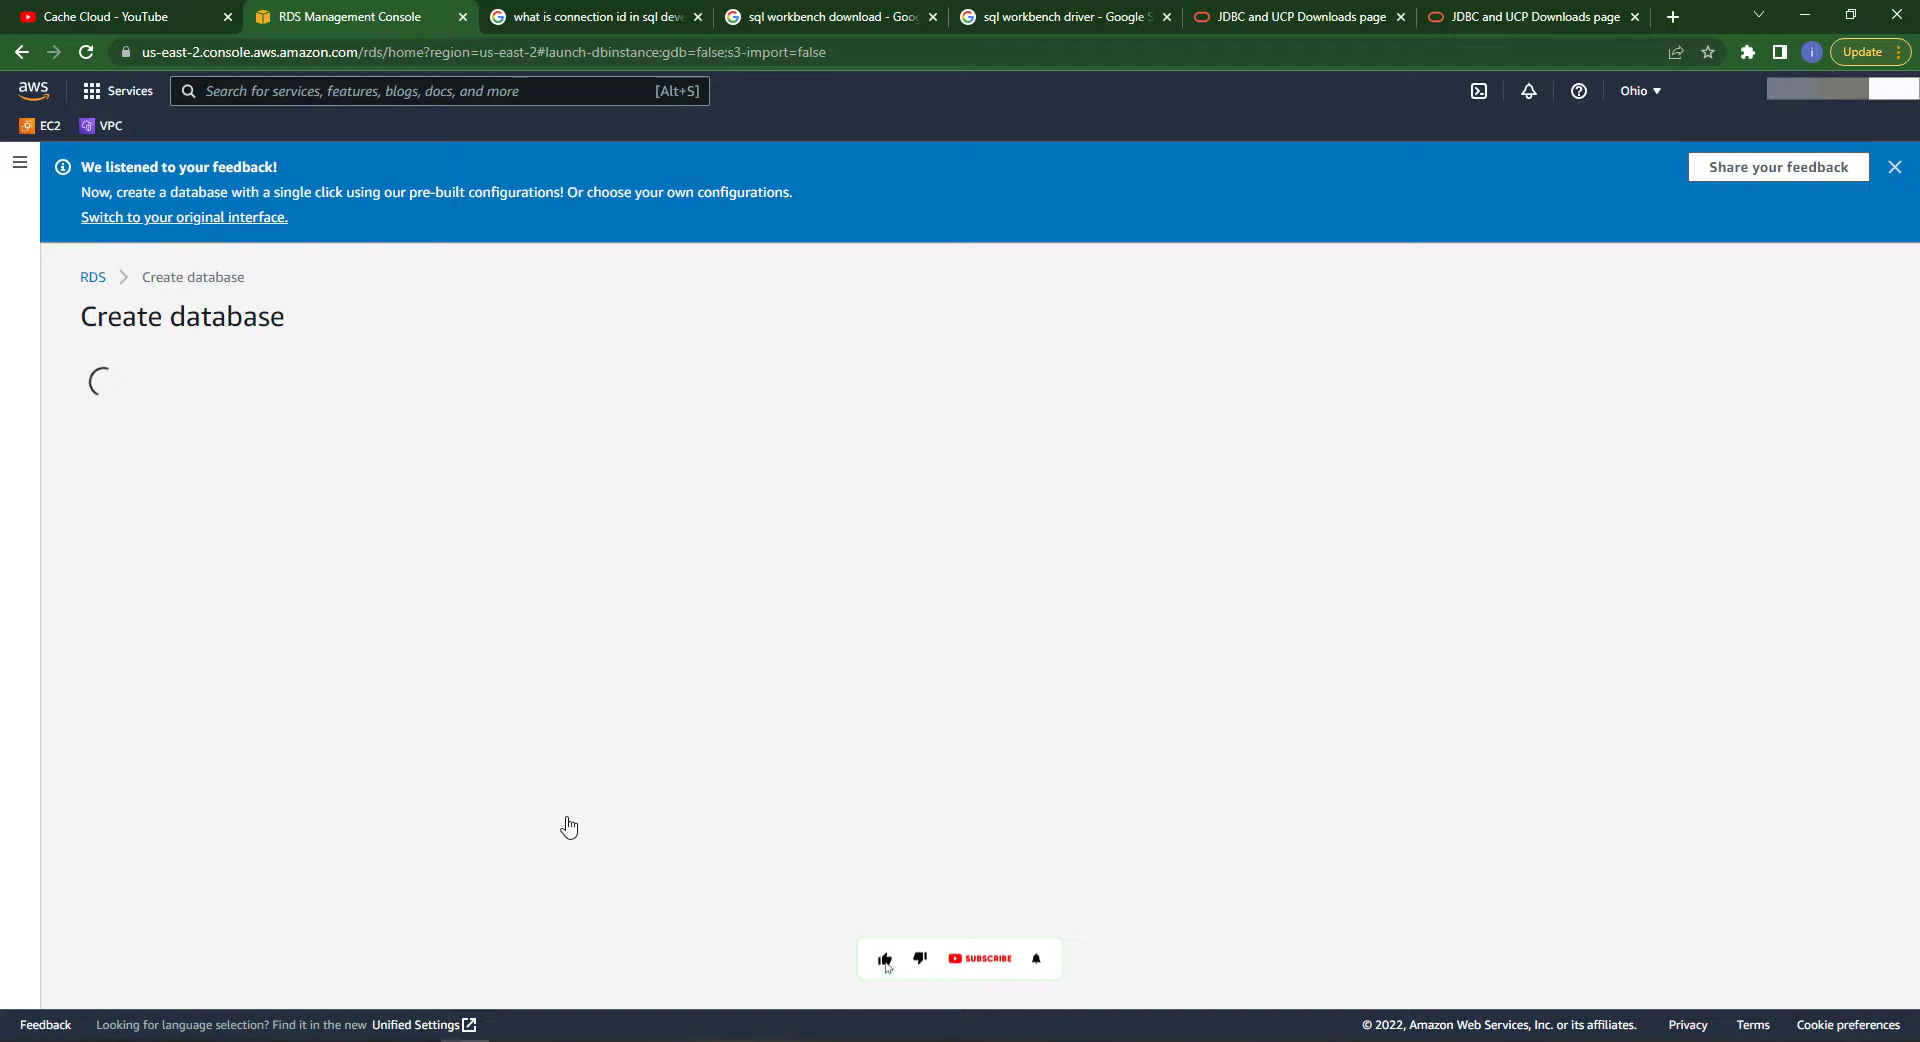 Cache Cloud - YouTube
RDS Management Console
what is connection id in sql deve
sql workbench download - Goo
sql workbench driver - Google S
JDBC and UCP Downloads page
JDBC and UCP Downloads page
us-east-2.console.aws.amazon.com/rds/home?region=us-east-2#launch-dbinstance:gdb=false;s3-import=false
i
Update
aws
Services
Search for services, features, blogs, docs, and more
[Alt+S]
Ohio
EC2
VPC
We listened to your feedback!
Now, create a database with a single click using our pre-built configurations! Or choose your own configurations.
Switch to your original interface.
Share your feedback
RDS
Create database
Create database
SUBSCRIBE
Feedback
Looking for language selection? Find it in the new Unified Settings
© 2022, Amazon Web Services, Inc. or its affiliates.
Privacy
Terms
Cookie preferences